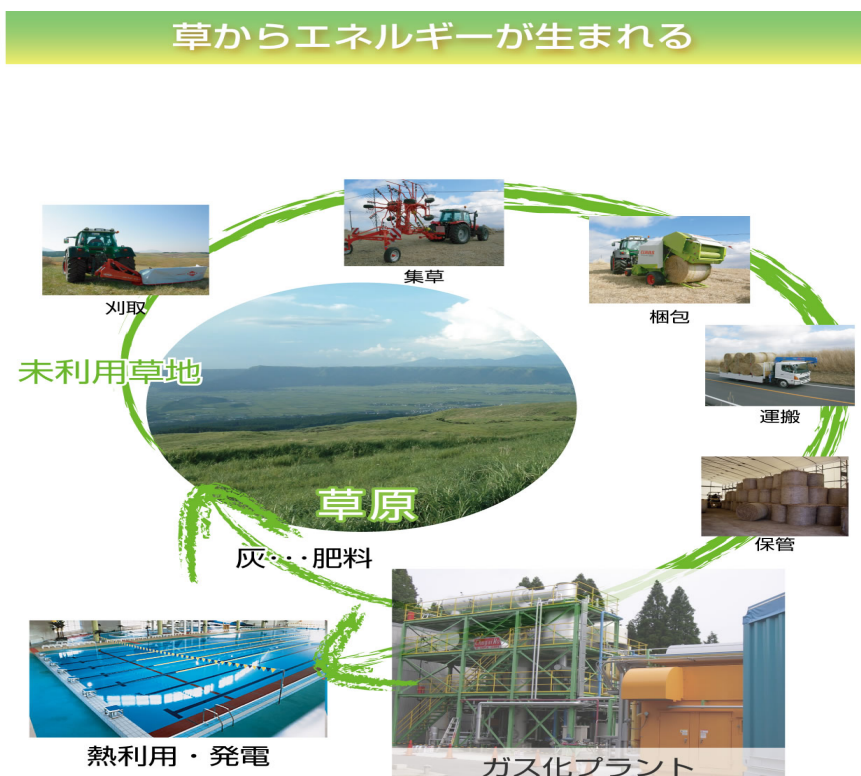 草からエネルギーが生まれる
集草
刈取
梱包
未利用草地
運搬
草原
保管
灰・・・肥料
熱利用・発電
ガス化プラント